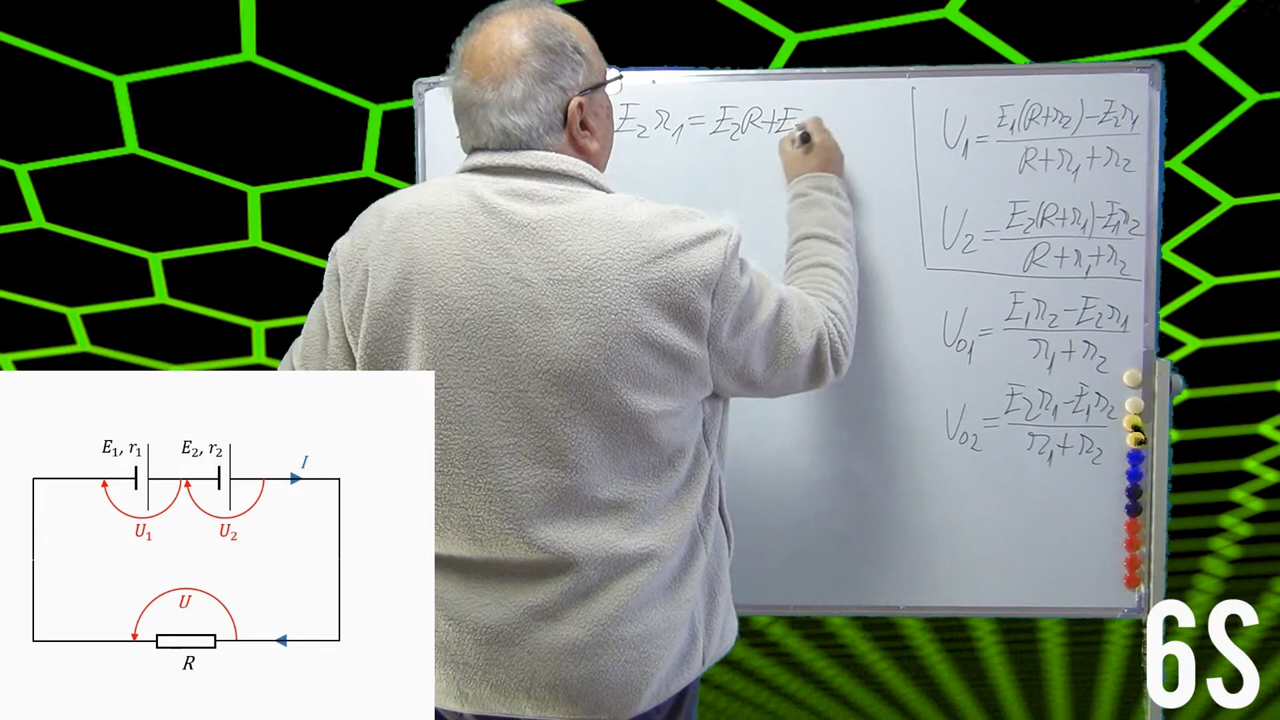 E₂r₁ = E₂R + E
U₁ = (E₁(R+r₂) - E₂r₁) / (R+r₁+r₂)
U₂ = (E₂(R+r₁) - E₁r₂) / (R+r₁+r₂)
U₀₁ = (E₁r₂ - E₂r₁) / (r₁+r₂)
U₀₂ = (E₂r₁ - E₁r₂) / (r₁+r₂)
E₁, r₁ E₂, r₂ I
U₁ U₂
U
R
6S